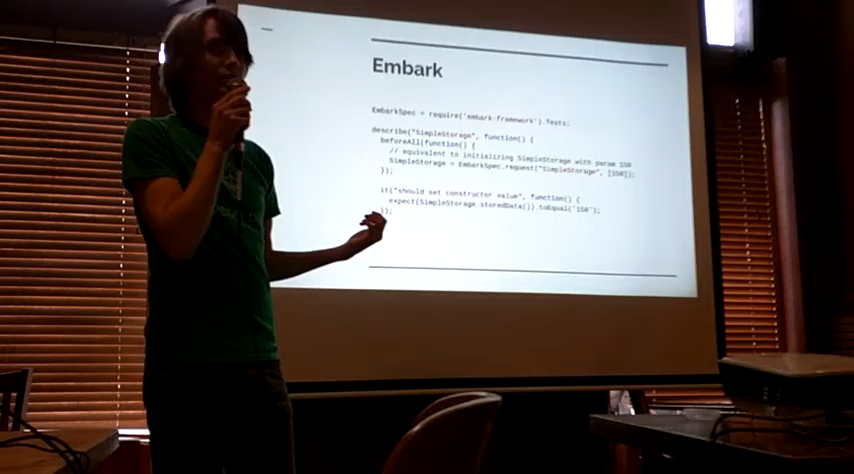 Embark
EmbarkSpec = require('embark-framework').Tests;
describe("SimpleStorage", function() {
beforeAll(function() {
// equivalent to initializing SimpleStorage with param 150
SimpleStorage = EmbarkSpec.request("SimpleStorage", [150]);
});
it("should set constructor value", function() {
expect(SimpleStorage.storedData()).toEqual('150');
});